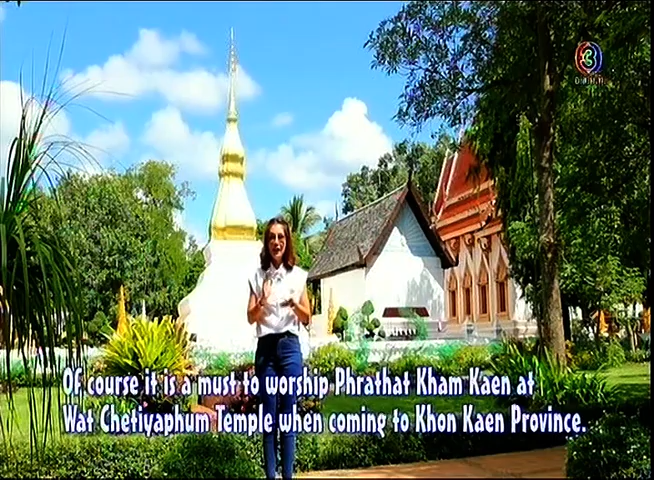 Of course it is a must to worship Phrathat Kham Kaen at
Wat Chetiyaphum Temple when coming to Khon Kaen Province.